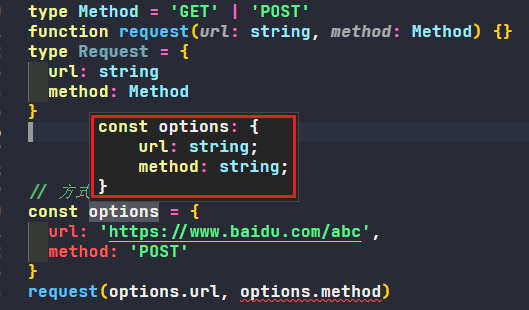 type Method = 'GET' | 'POST'
function request(url: string, method: Method) {}
type Request = {
url: string
method: Method
}
const options: {
url: string;
method: string;
}
// 方式
const options = {
url: 'https://www.baidu.com/abc',
method: 'POST'
}
request(options.url, options.method)